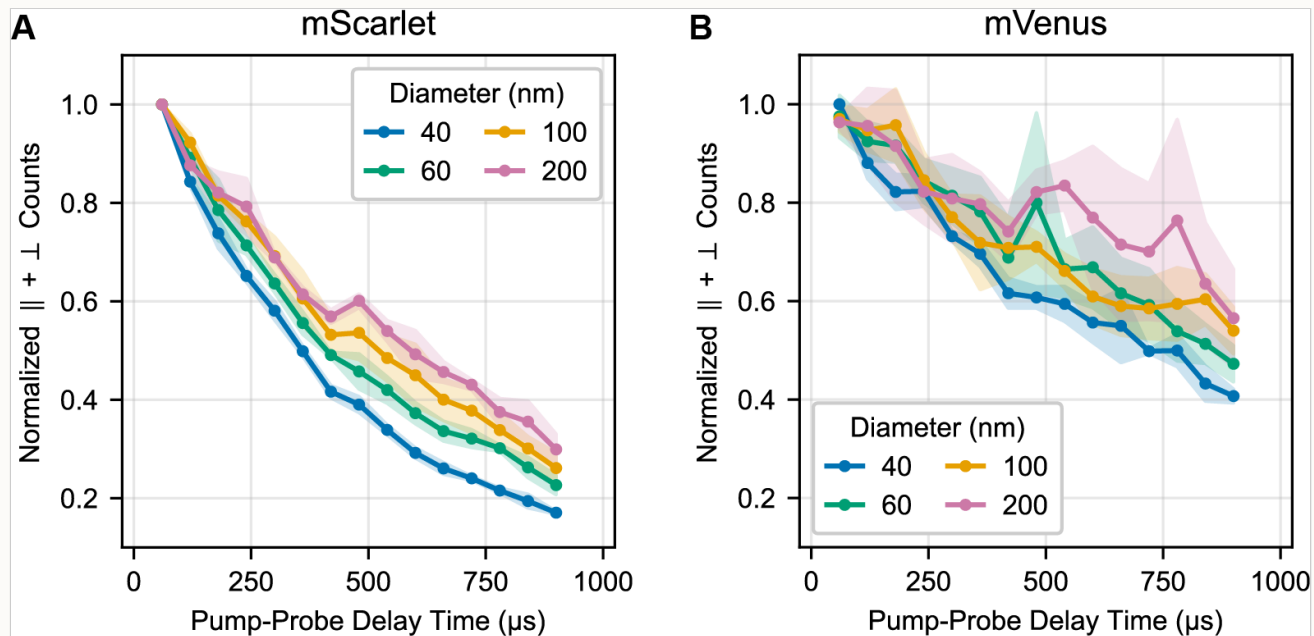 A
mScarlet
Normalized || + ⊥ Counts
1.0
0.8
0.6
0.4
0.2
Diameter (nm)
40 100
60 200
0 250 500 750 1000
Pump-Probe Delay Time (µs)
B
mVenus
Normalized || + ⊥ Counts
1.0
0.8
0.6
0.4
0.2
Diameter (nm)
40 100
60 200
0 250 500 750 1000
Pump-Probe Delay Time (µs)